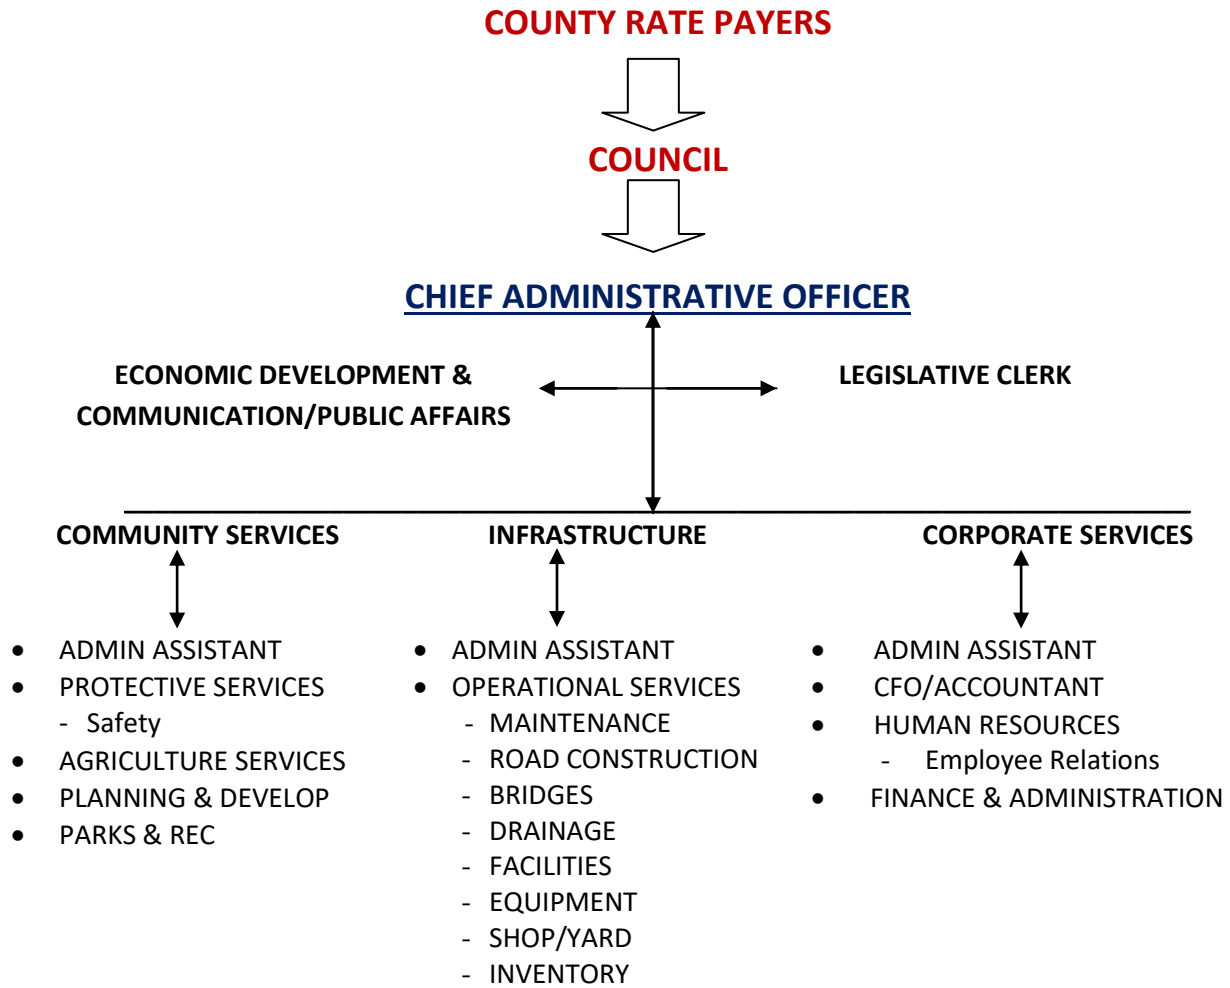 COUNTY RATE PAYERS
COUNCIL
CHIEF ADMINISTRATIVE OFFICER
ECONOMIC DEVELOPMENT &
COMMUNICATION/PUBLIC AFFAIRS
LEGISLATIVE CLERK
COMMUNITY SERVICES
• ADMIN ASSISTANT
• PROTECTIVE SERVICES
- Safety
• AGRICULTURE SERVICES
• PLANNING & DEVELOP
• PARKS & REC
INFRASTRUCTURE
• ADMIN ASSISTANT
• OPERATIONAL SERVICES
- MAINTENANCE
- ROAD CONSTRUCTION
- BRIDGES
- DRAINAGE
- FACILITIES
- EQUIPMENT
- SHOP/YARD
- INVENTORY
CORPORATE SERVICES
• ADMIN ASSISTANT
• CFO/ACCOUNTANT
• HUMAN RESOURCES
- Employee Relations
• FINANCE & ADMINISTRATION